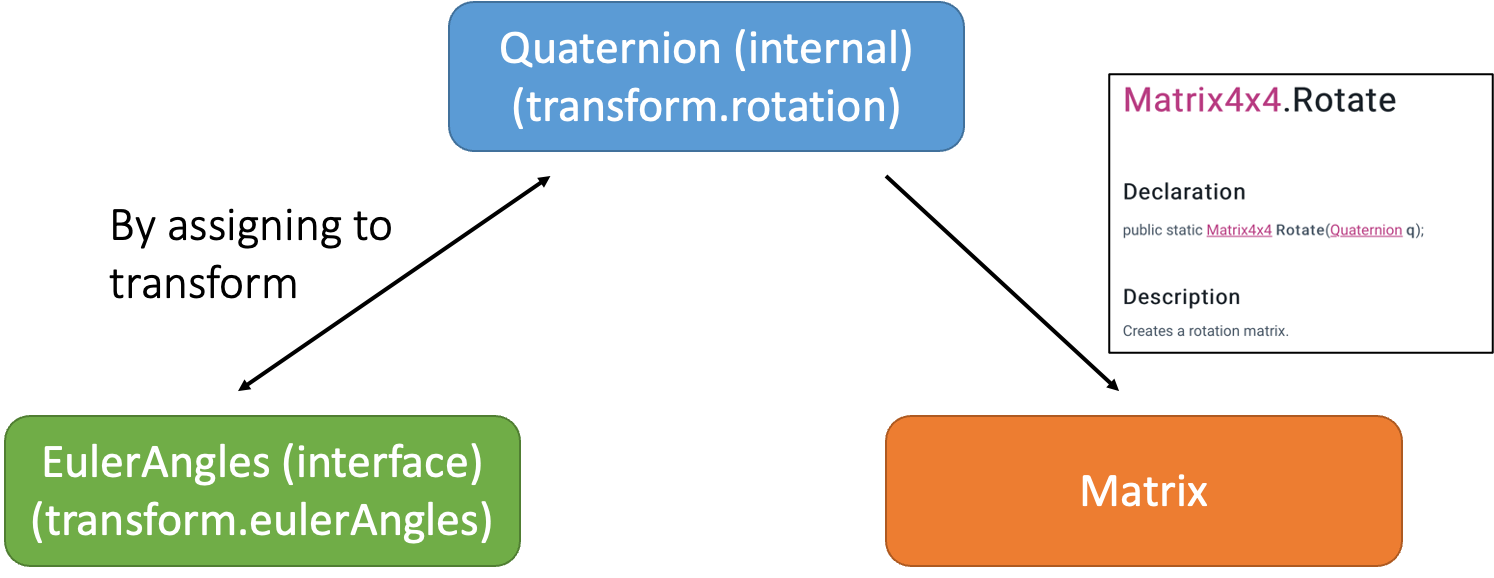 Quaternion (internal)
(transform.rotation)
Matrix4x4.Rotate
Declaration
public static Matrix4x4 Rotate(Quaternion q);
Description
Creates a rotation matrix.
By assigning to
transform
EulerAngles (interface)
(transform.eulerAngles)
Matrix